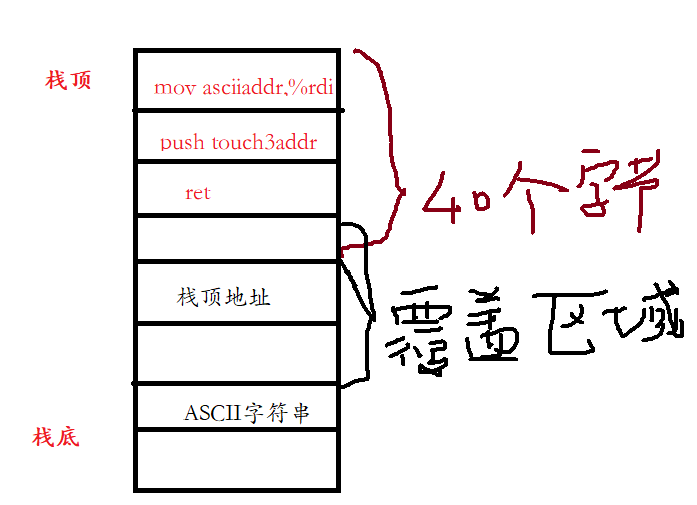 栈顶
mov asciiaddr,%rdi
push touch3addr
ret
40个字节
栈顶地址
覆盖区域
ASCII字符串
栈底